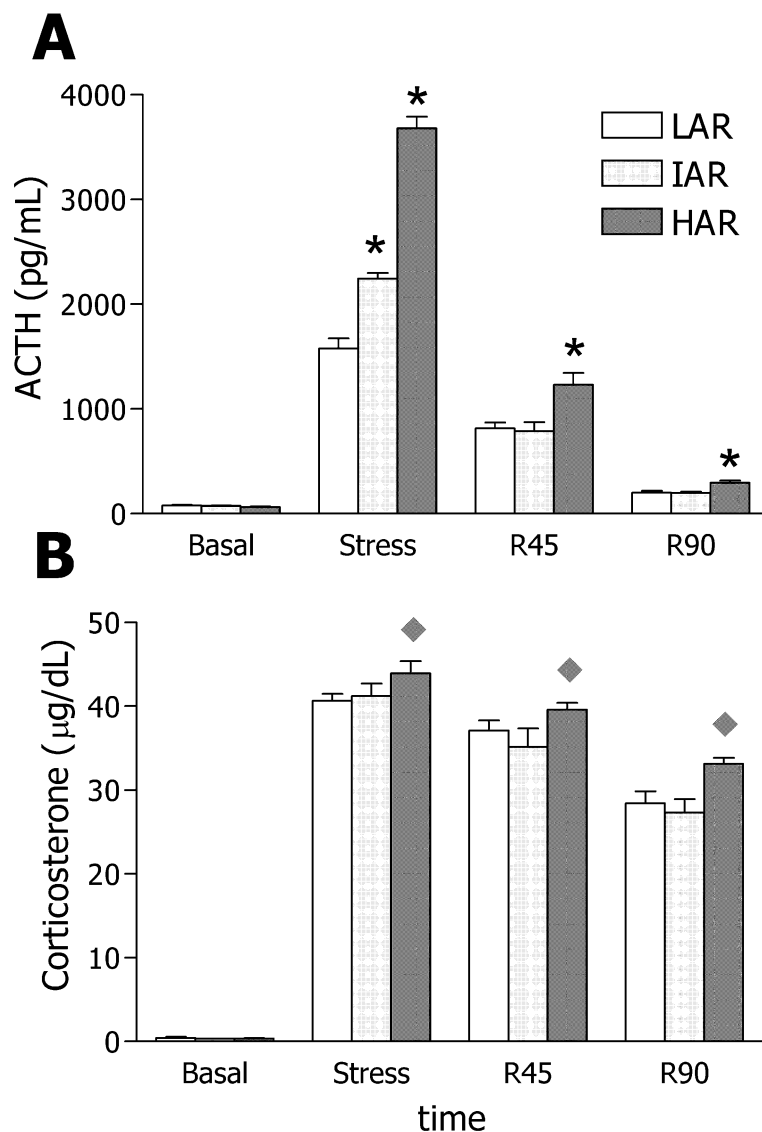 A
4000
3000
2000
1000
0
ACTH (pg/mL)
*
*
*
*
LAR
IAR
HAR
Basal Stress R45 R90
B
50
40
30
20
10
0
Corticosterone (μg/dL)
Basal Stress R45 R90
time